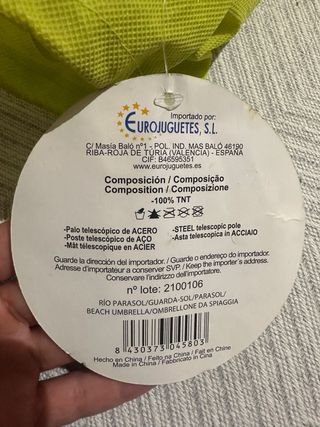 Importado por:
EUROJUGUETES, S.L.
C/ Masía Baló nº1 - POL. IND. MAS BALÓ 46190
RIBA-ROJA DE TÚRIA (VALENCIA) - ESPAÑA
CIF: B46595351
www.eurojuguetes.es
Composición / Composição
Composition / Composizione
-100% TNT
-Palo telescópico de ACERO
-Poste telescópico de AÇO
-Mât télescopique en ACIER
-STEEL telescopic pole
-Asta telescopica in ACCIAIO
Guarde la dirección del importador. / Guarde o endereço do importador.
Adresse d'importateur a conserver SVP. / Keep the importer's address.
Conservare l'indirizzo dell'importatore.
nº lote: 2100106
RÍO PARASOL/GUARDA-SOL/PARASOL/
BEACH UMBRELLA/OMBRELLONE DA SPIAGGIA
8 430373 045803
Hecho en China / Feito na China / Fait en Chine
Made in China / Fabbricato in Cina